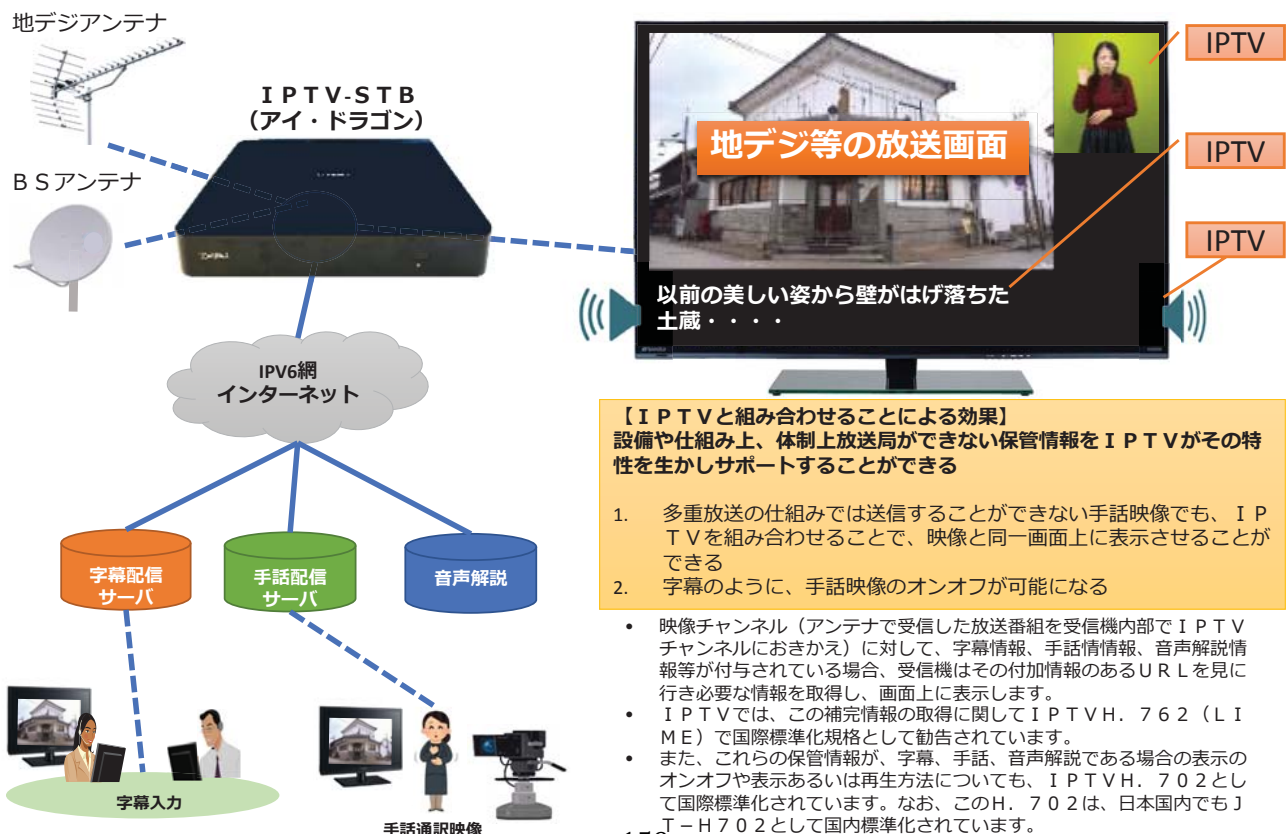 地デジアンテナ
ＩＰＴＶ-ＳＴＢ
（アイ・ドラゴン）
ＢＳアンテナ
IPV6網
インターネット
字幕配信
サーバ
手話配信
サーバ
音声解説
字幕入力
手話通訳映像
地デジ等の放送画面
以前の美しい姿から壁がはげ落ちた
土蔵・・・・
IPTV
IPTV
IPTV
【ＩＰＴＶと組み合わせることによる効果】
設備や仕組み上、体制上放送局ができない保管情報をＩＰＴＶがその特
性を生かしサポートすることができる
1. 多重放送の仕組みでは送信することができない手話映像でも、ＩＰ
ＴＶを組み合わせることで、映像と同一画面上に表示させることが
できる
2. 字幕のように、手話映像のオンオフが可能になる
• 映像チャンネル（アンテナで受信した放送番組を受信機内部でＩＰＴＶ
チャンネルにおきかえ）に対して、字幕情報、手話情情報、音声解説情
報等が付与されている場合、受信機はその付加情報のあるＵＲＬを見に
行き必要な情報を取得し、画面上に表示します。
• ＩＰＴＶでは、この補完情報の取得に関してＩＰＴＶＨ．７６２（ＬＩ
ＭＥ）で国際標準化規格として勧告されています。
• また、これらの保管情報が、字幕、手話、音声解説である場合の表示の
オンオフや表示あるいは再生方法についても、ＩＰＴＶＨ．７０２とし
て国際標準化されています。なお、このＨ．７０２は、日本国内でもＪ
Ｔ－Ｈ７０２として国内標準化されています。